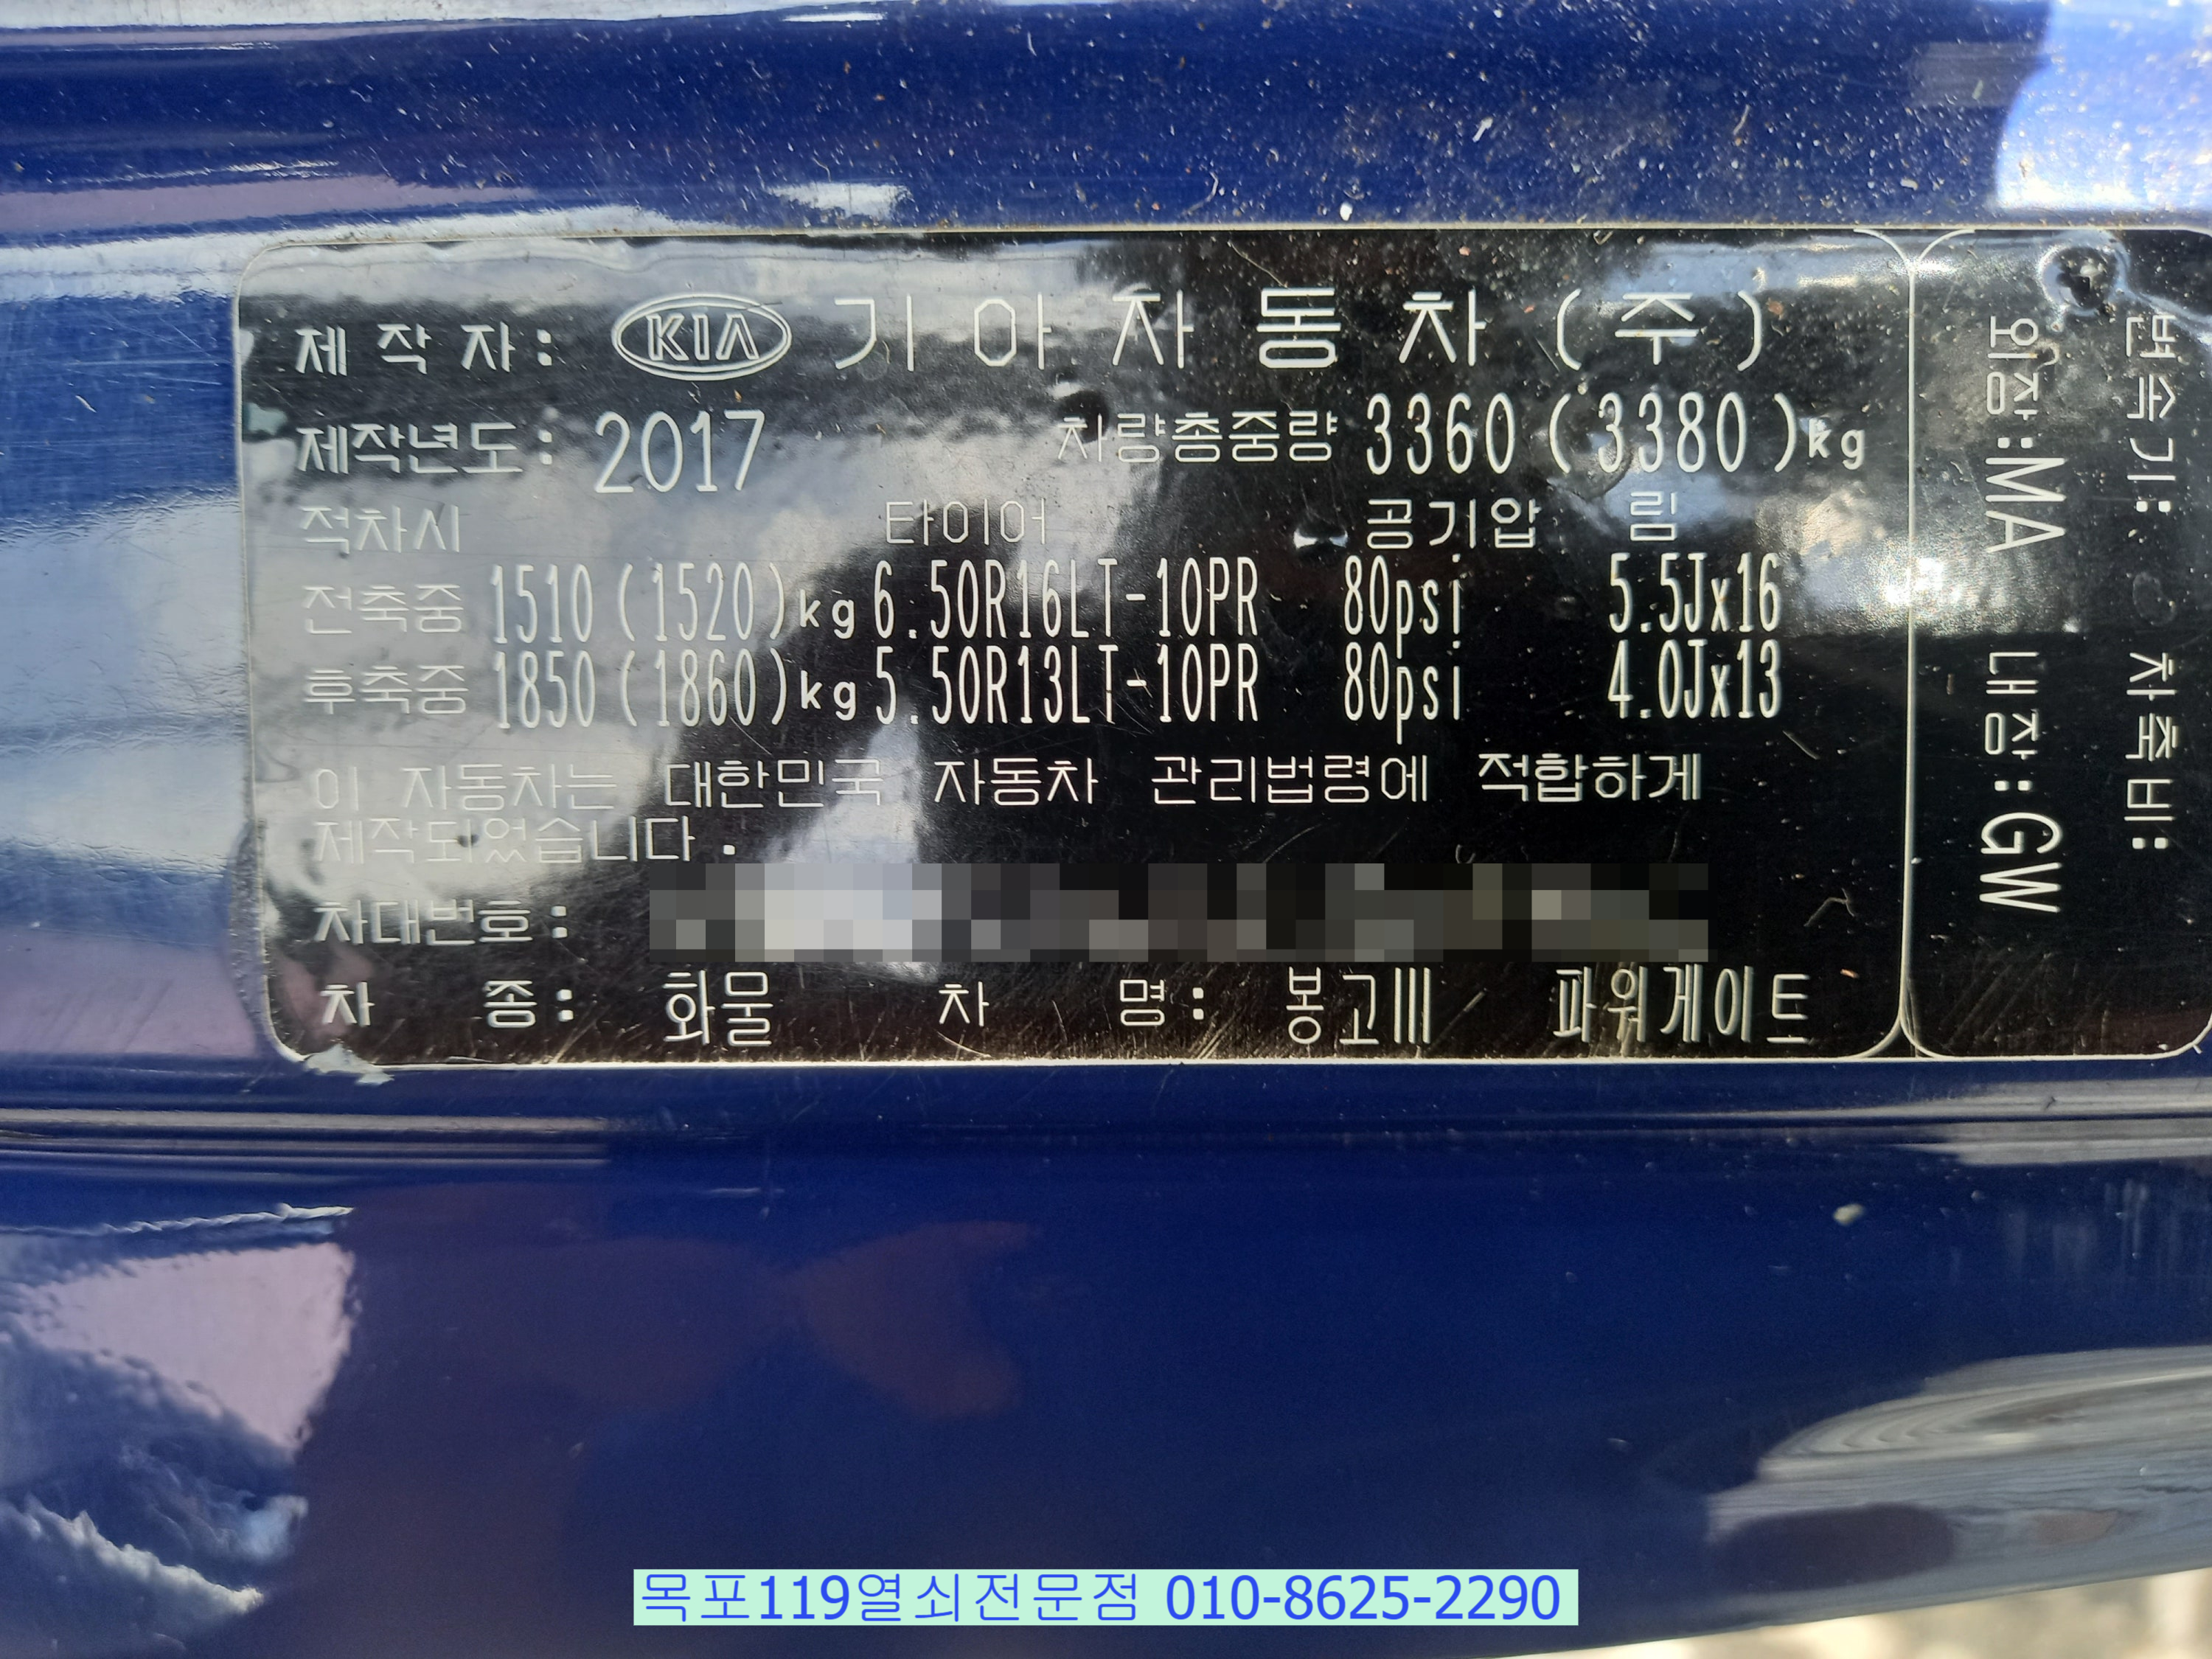 제작자: KIA 기아자동차(주)
제작년도: 2017 차량총중량 3360(3380)kg
적차시 타이어 공기압 림
전축중 1510(1520)kg 6.50R16LT-10PR 80psi 5.5Jx16
후축중 1850(1860)kg 5.50R13LT-10PR 80psi 4.0Jx13
이 자동차는 대한민국 자동차 관리법령에 적합하게
제작되었습니다.
차대번호:
차 종: 화물 차 명: 봉고III 파워게이트
변속기: 차축비:
외장:MA 내장:GW
목포119열쇠전문점 010-8625-2290